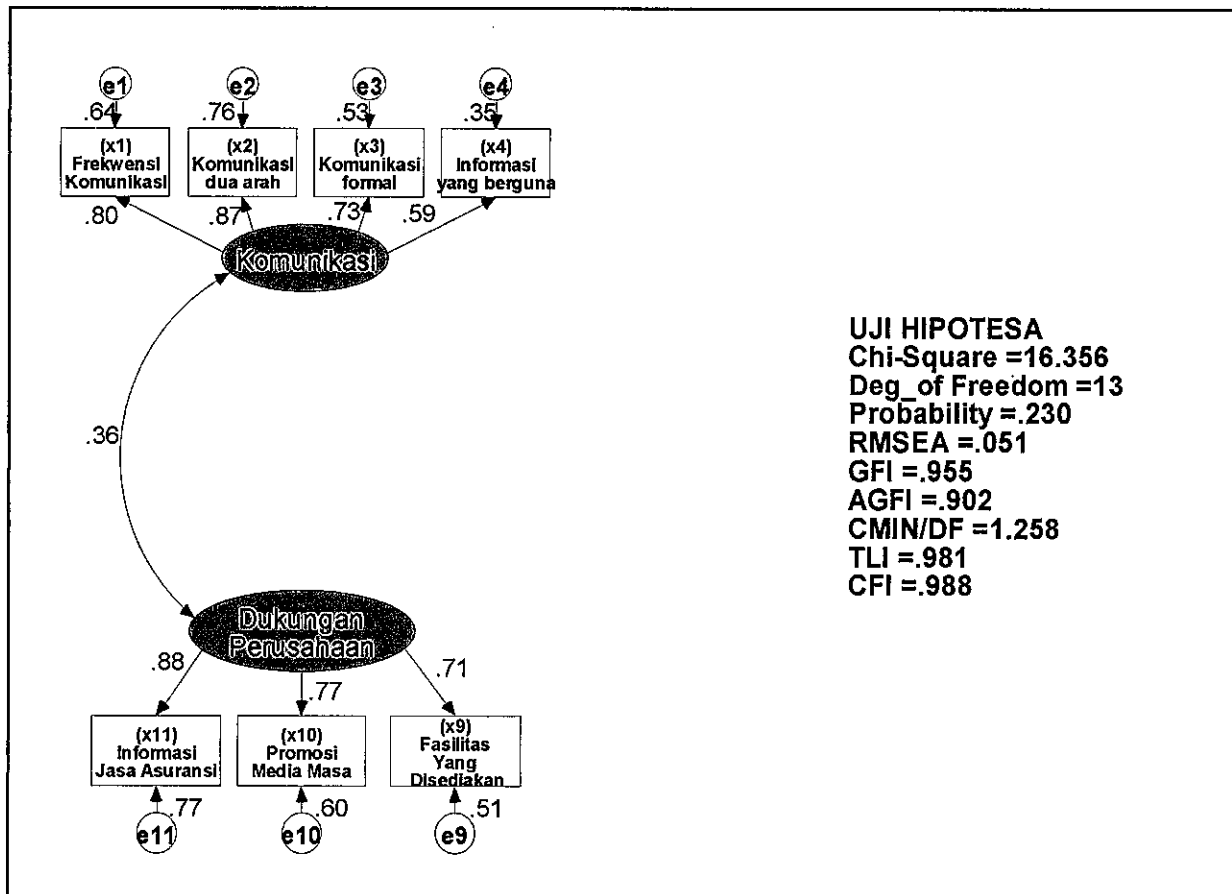 e1 e2 e3 e4
.64 .76 .53 .35
(x1)
Frekwensi
Komunikasi
(x2)
Komunikasi
dua arah
(x3)
Komunikasi
formal
(x4)
Informasi
yang berguna
.80 .87 .73 .59
Komunikasi
.36
UJI HIPOTESA
Chi-Square =16.356
Deg_of Freedom =13
Probability =.230
RMSEA =.051
GFI =.955
AGFI =.902
CMIN/DF =1.258
TLI =.981
CFI =.988
Dukungan
Perusahaan
.88 .77 .71
(x11)
Informasi
Jasa Asuransi
(x10)
Promosi
Media Masa
(x9)
Fasilitas
Yang
Disediakan
.77 .60 .51
e11 e10 e9